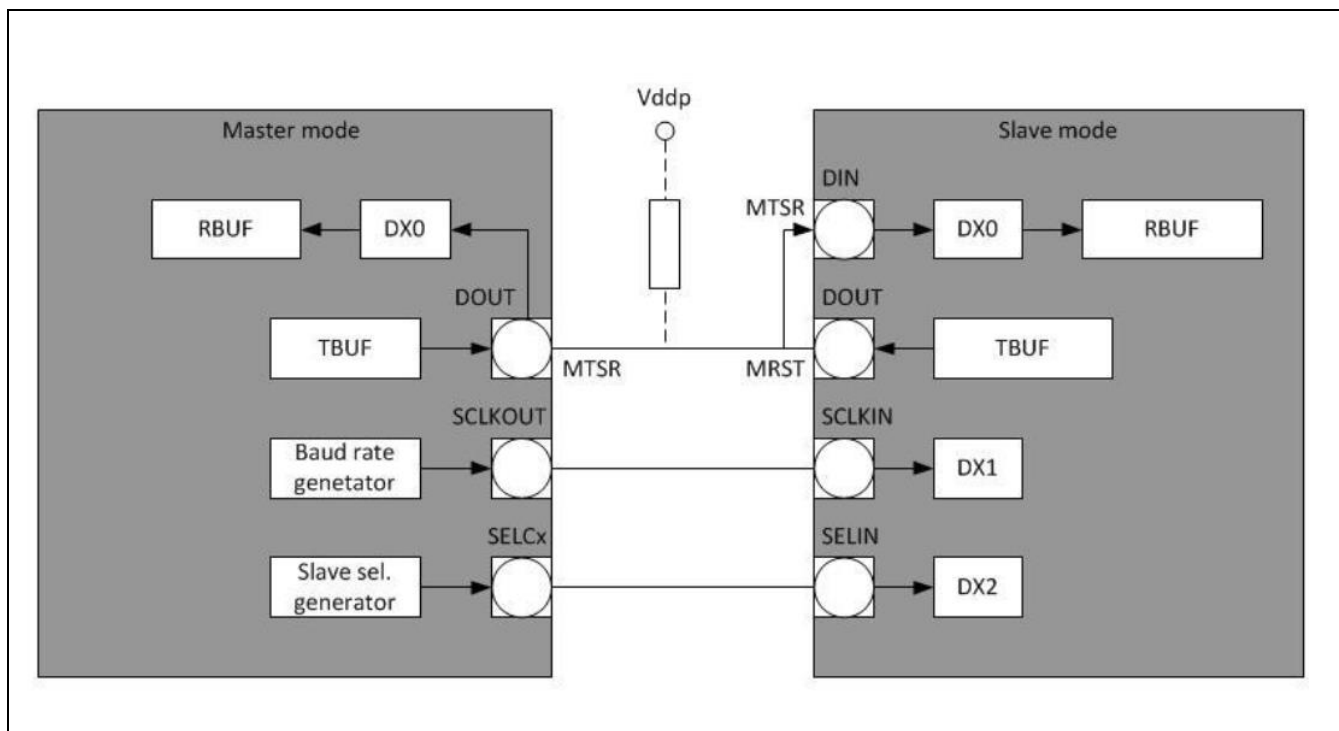 Vddp
Master mode
Slave mode
DIN
MTSR
RBUF
DX0
DX0
RBUF
DOUT
DOUT
TBUF
TBUF
MTSR
MRST
SCLKOUT
SCLKIN
Baud rate
genetator
DX1
SELCx
SELIN
Slave sel.
generator
DX2